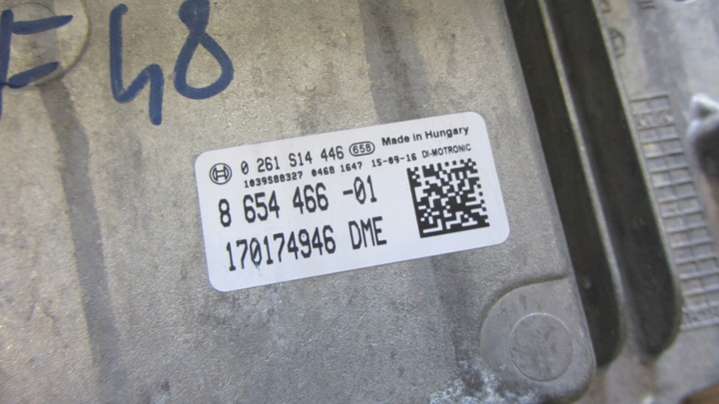 F48
0 261 S14 446 658 Made in Hungary
1039S88327 0468 1647 15-09-16 DI-MOTRONIC
8 654 466 -01
170174946 DME